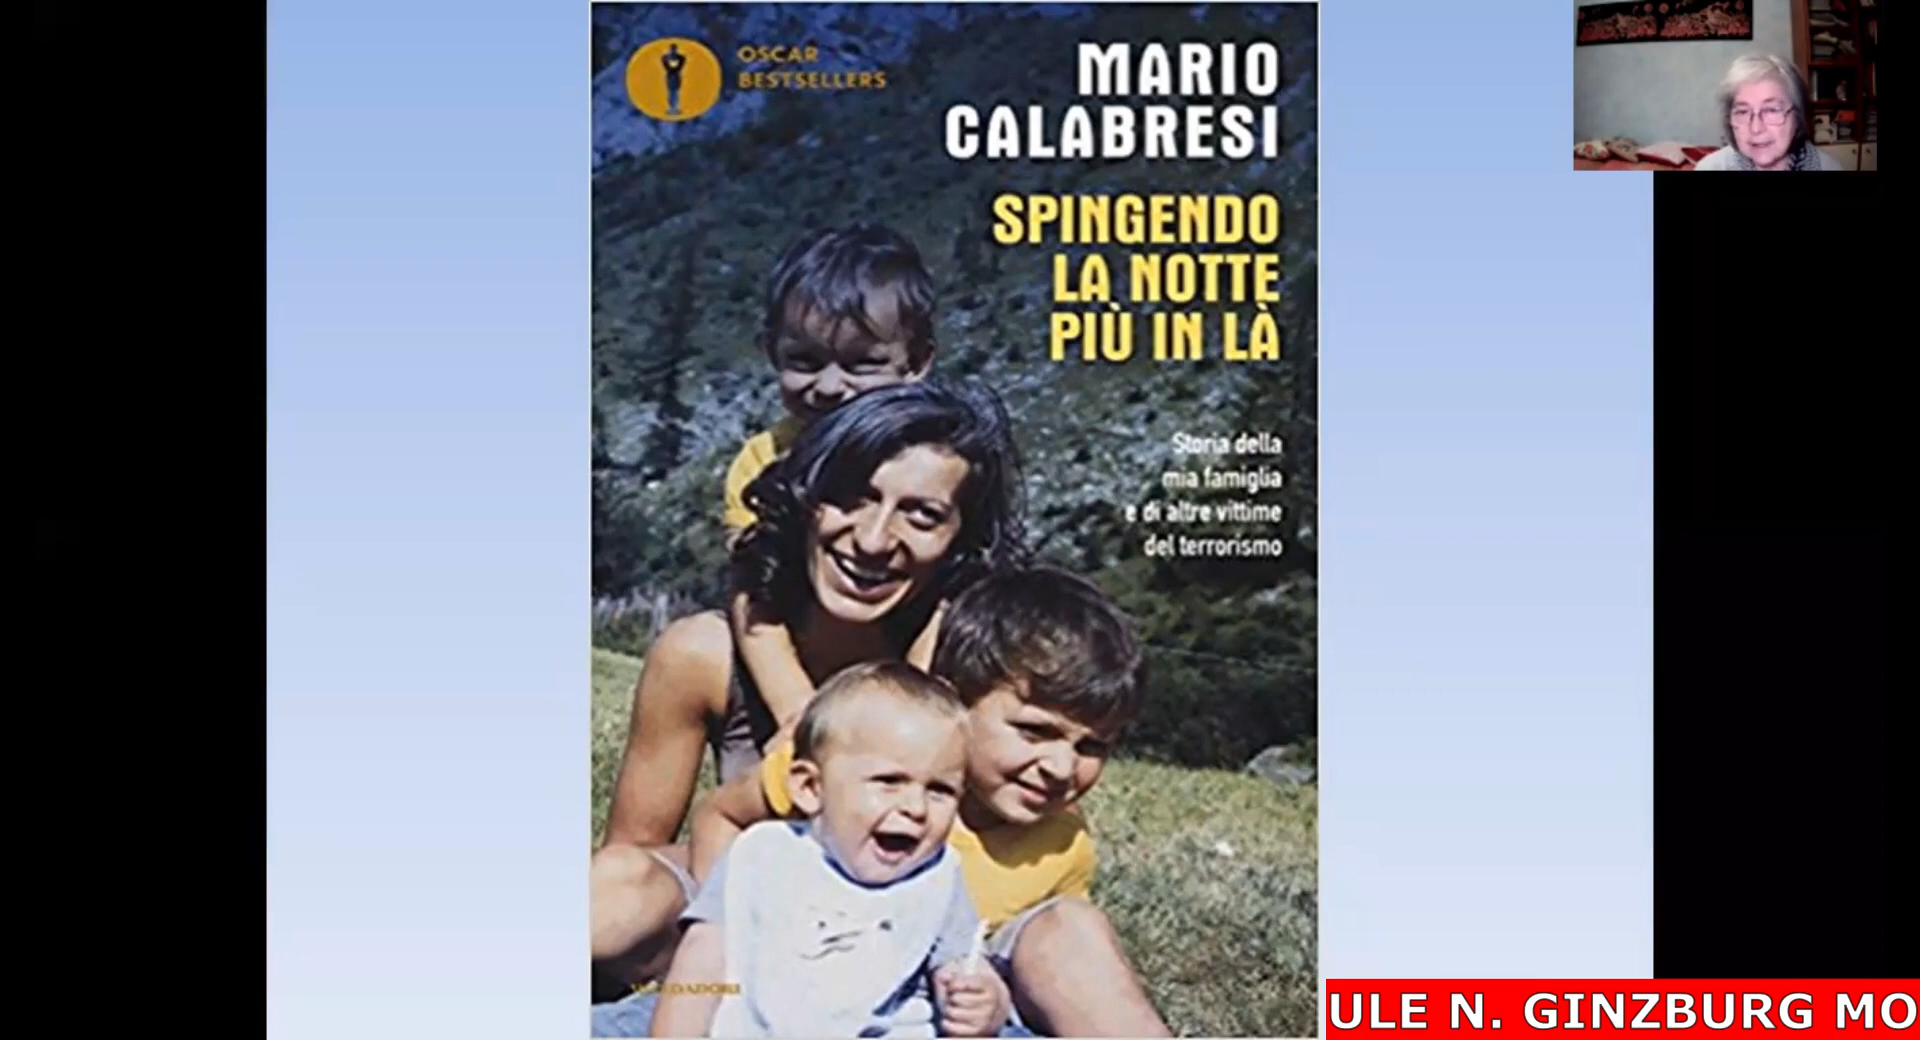 OSCAR
BESTSELLERS
MARIO
CALABRESI
SPINGENDO
LA NOTTE
PIÙ IN LÀ
Storia della
mia famiglia
e di altre vittime
del terrorismo
ULE N. GINZBURG MO